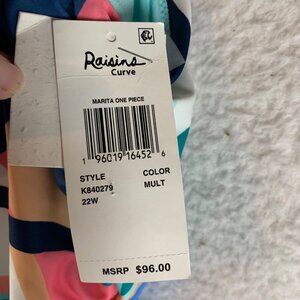 Raisins
Curve
MARITA ONE PIECE
1 96019 16452 6
STYLE COLOR
K840279 MULT
22W
MSRP $96.00